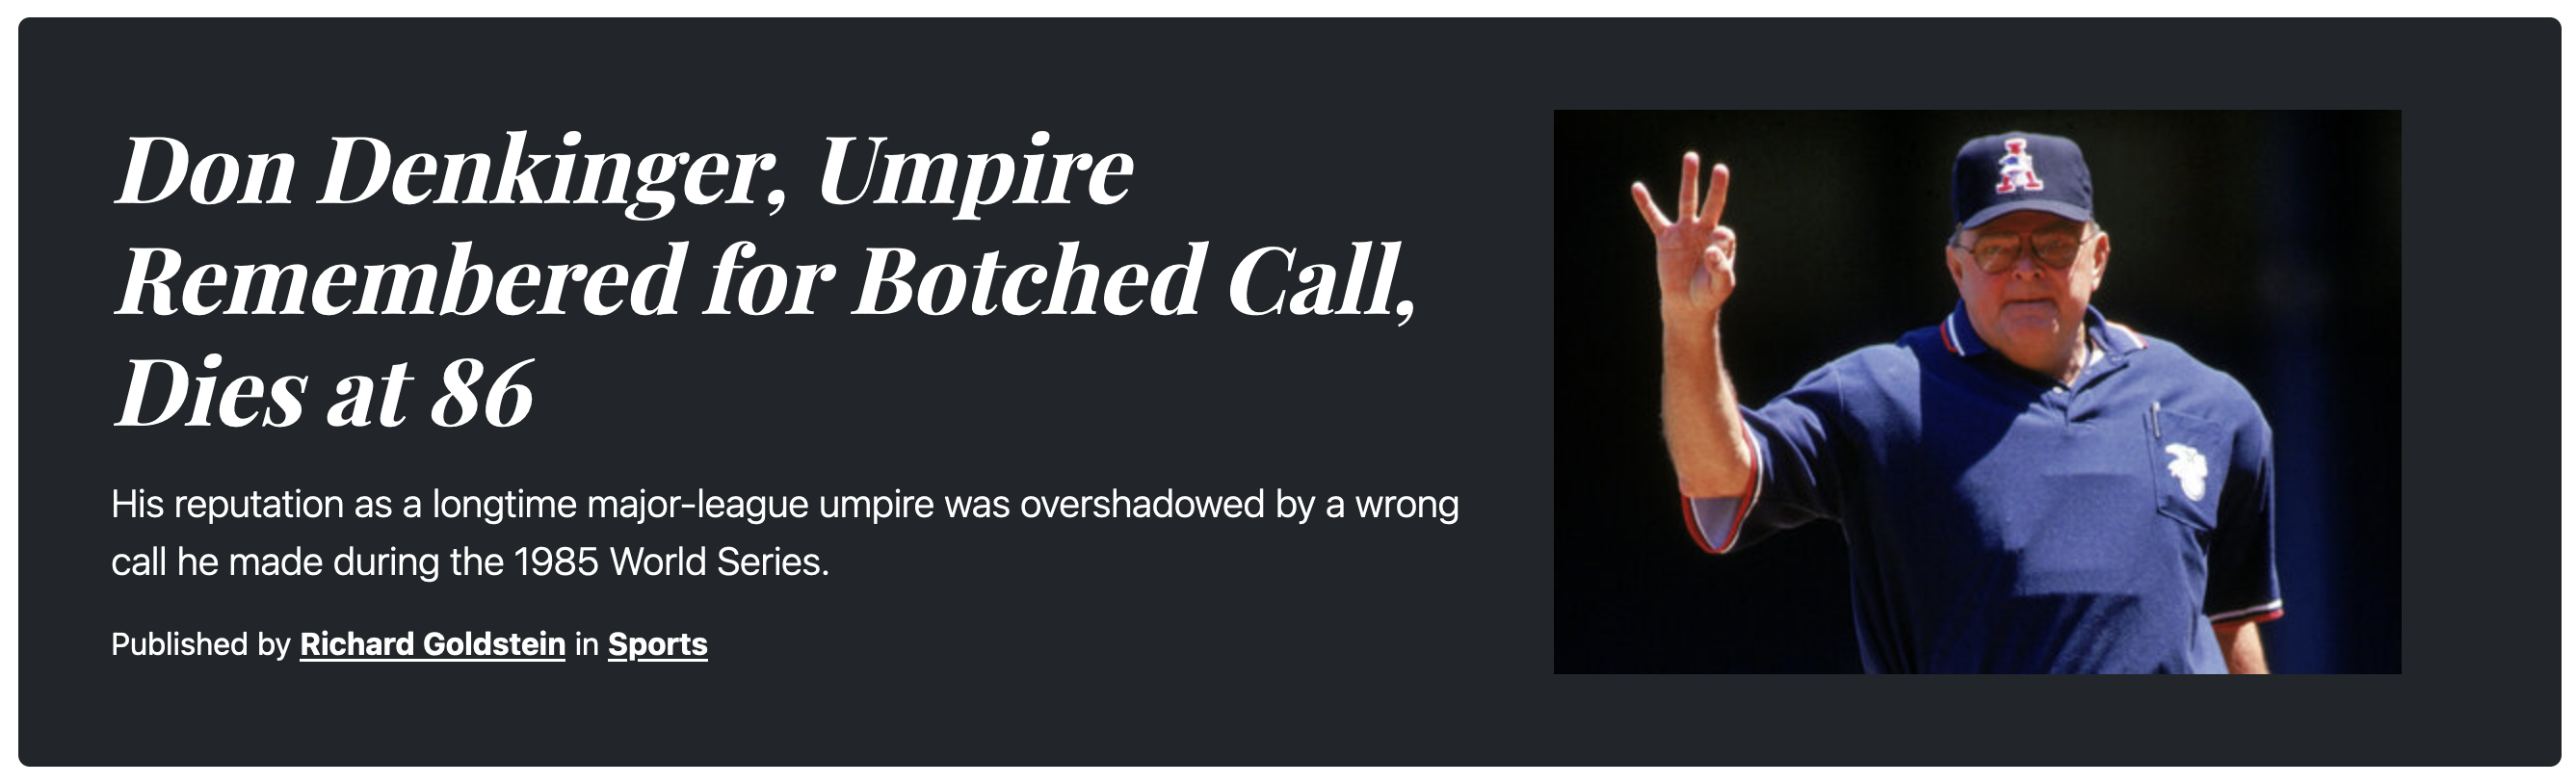 Don Denkinger, Umpire
Remembered for Botched Call,
Dies at 86
His reputation as a longtime major-league umpire was overshadowed by a wrong
call he made during the 1985 World Series.
Published by Richard Goldstein in Sports
A